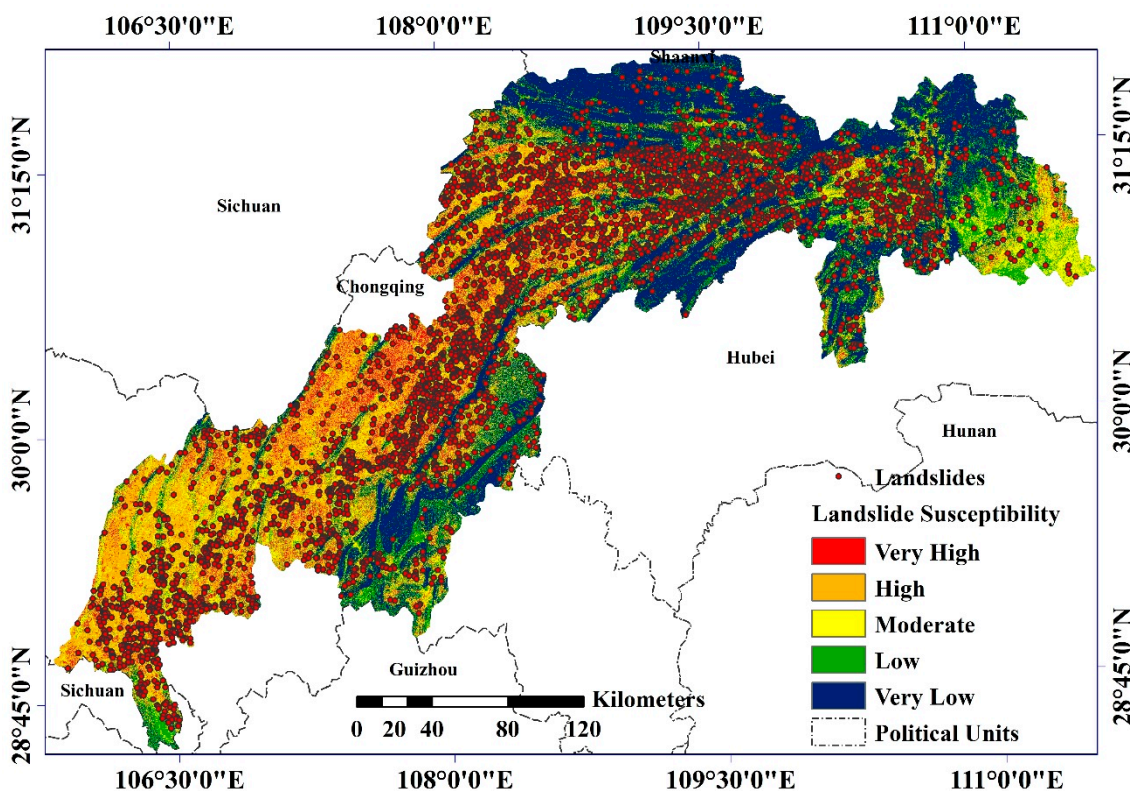 106°30'0"E 108°0'0"E 109°30'0"E 111°0'0"E
Shaanxi
31°15'0"N
31°15'0"N
Sichuan
Chongqing
Hubei
30°0'0"N
30°0'0"N
Hunan
Landslides
Landslide Susceptibility
Very High
High
Moderate
Low
Very Low
Political Units
Guizhou
Sichuan
28°45'0"N
28°45'0"N
Kilometers
0 20 40 80 120
106°30'0"E 108°0'0"E 109°30'0"E 111°0'0"E